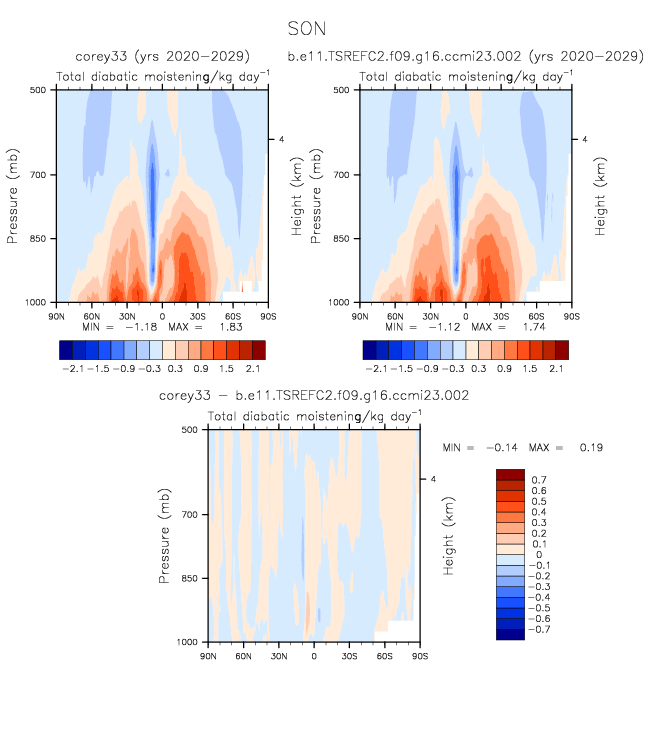 SON
corey33 (yrs 2020-2029)
b.e11.TSREFC2.f09.g16.ccmi23.002 (yrs 2020-2029)
Total diabatic moistening/kg day−1
Total diabatic moistening/kg day−1
500
700
850
1000
Pressure (mb)
4
Height (km)
90N 60N 30N 0 30S 60S 90S
MIN = −1.18 MAX = 1.83
−2.1 −1.5 −0.9 −0.3 0.3 0.9 1.5 2.1
500
700
850
1000
Pressure (mb)
4
Height (km)
90N 60N 30N 0 30S 60S 90S
MIN = −1.12 MAX = 1.74
−2.1 −1.5 −0.9 −0.3 0.3 0.9 1.5 2.1
corey33 − b.e11.TSREFC2.f09.g16.ccmi23.002
Total diabatic moistening/kg day−1
500
700
850
1000
Pressure (mb)
4
Height (km)
90N 60N 30N 0 30S 60S 90S
MIN = −0.14 MAX = 0.19
0.7
0.6
0.5
0.4
0.3
0.2
0.1
0
−0.1
−0.2
−0.3
−0.4
−0.5
−0.6
−0.7